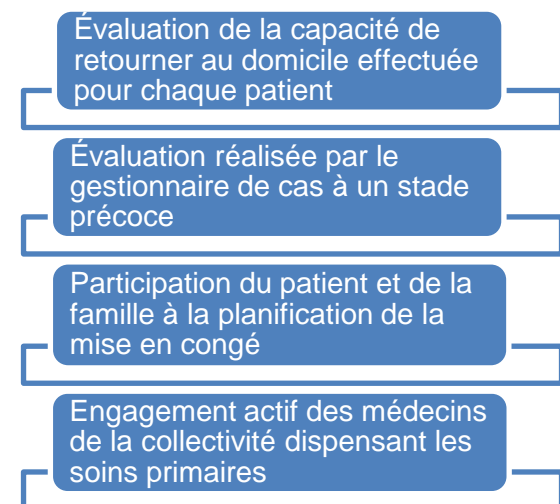 Évaluation de la capacité de
retourner au domicile effectuée
pour chaque patient
Évaluation réalisée par le
gestionnaire de cas à un stade
précoce
Participation du patient et de la
famille à la planification de la
mise en congé
Engagement actif des médecins
de la collectivité dispensant les
soins primaires